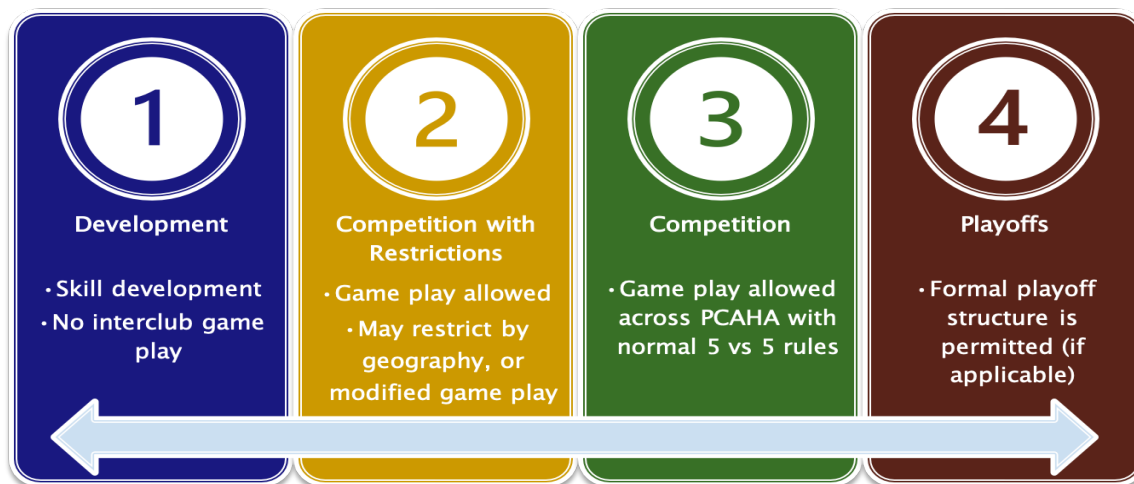 1
Development
• Skill development
• No interclub game
play
2
Competition with
Restrictions
• Game play allowed
• May restrict by
geography, or
modified game play
3
Competition
• Game play allowed
across PCAHA with
normal 5 vs 5 rules
4
Playoffs
• Formal playoff
structure is
permitted (if
applicable)